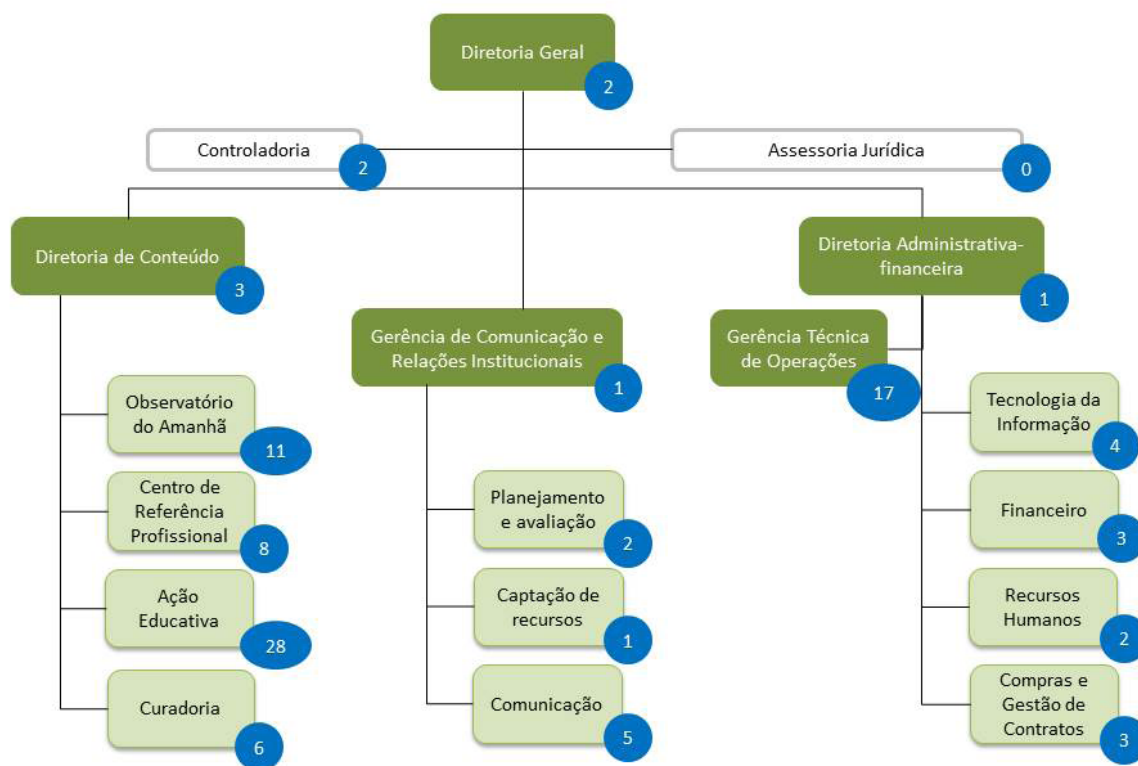 Diretoria Geral
2
Controladoria
2
Assessoria Jurídica
0
Diretoria de Conteúdo
3
Diretoria Administrativa-
financeira
1
Gerência de Comunicação e
Relações Institucionais
1
Gerência Técnica
de Operações
17
Observatório
do Amanhã
11
Centro de
Referência
Profissional
8
Ação
Educativa
28
Curadoria
6
Planejamento
e avaliação
2
Captação de
recursos
1
Comunicação
5
Tecnologia da
Informação
4
Financeiro
3
Recursos
Humanos
2
Compras e
Gestão de
Contratos
3